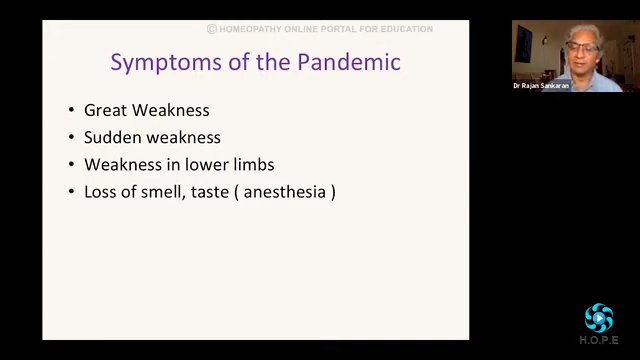 © HOMEOPATHY ONLINE PORTAL FOR EDUCATION
Symptoms of the Pandemic
• Great Weakness
• Sudden weakness
• Weakness in lower limbs
• Loss of smell, taste ( anesthesia )
Dr Rajan Sankaran
H.O.P.E